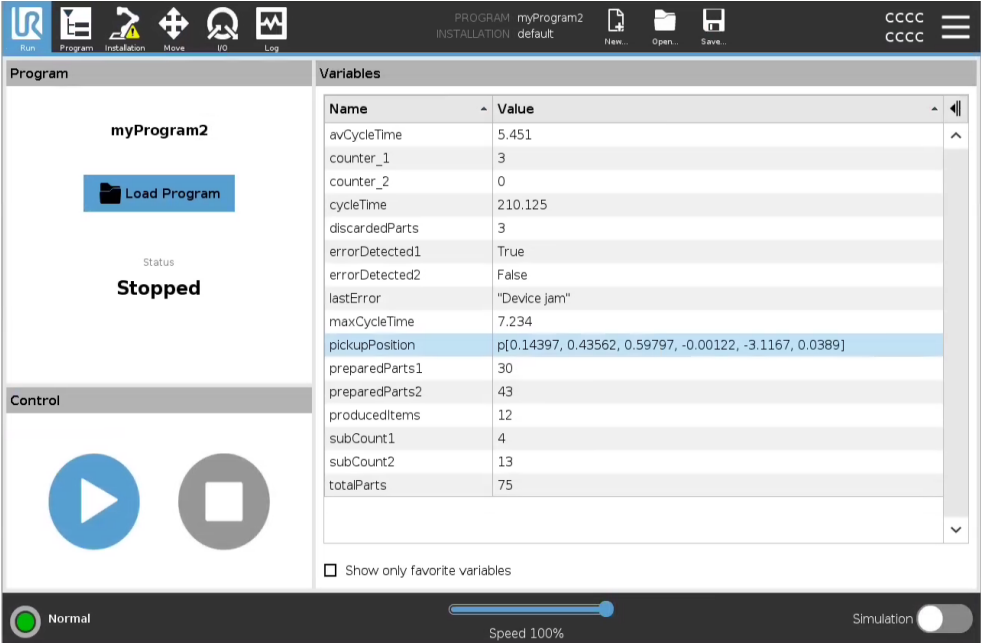 UR
Run
Program
Installation
Move
I/O
Log
PROGRAM myProgram2
INSTALLATION default
New...
Open...
Save...
CCCC
CCCC
Program
myProgram2
Load Program
Status
Stopped
Control
Variables
Name Value
avCycleTime 5.451
counter_1 3
counter_2 0
cycleTime 210.125
discardedParts 3
errorDetected1 True
errorDetected2 False
lastError "Device jam"
maxCycleTime 7.234
pickupPosition p[0.14397, 0.43562, 0.59797, -0.00122, -3.1167, 0.0389]
preparedParts1 30
preparedParts2 43
producedItems 12
subCount1 4
subCount2 13
totalParts 75
Show only favorite variables
Normal
Speed 100%
Simulation